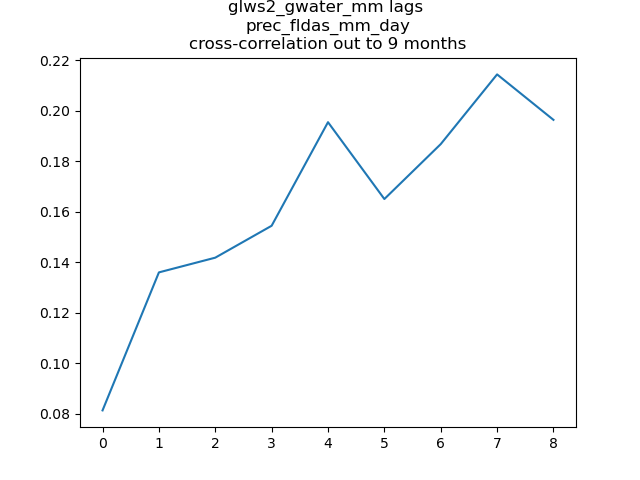 glws2_gwater_mm lags
prec_fldas_mm_day
cross-correlation out to 9 months
0.22
0.20
0.18
0.16
0.14
0.12
0.10
0.08
0 1 2 3 4 5 6 7 8